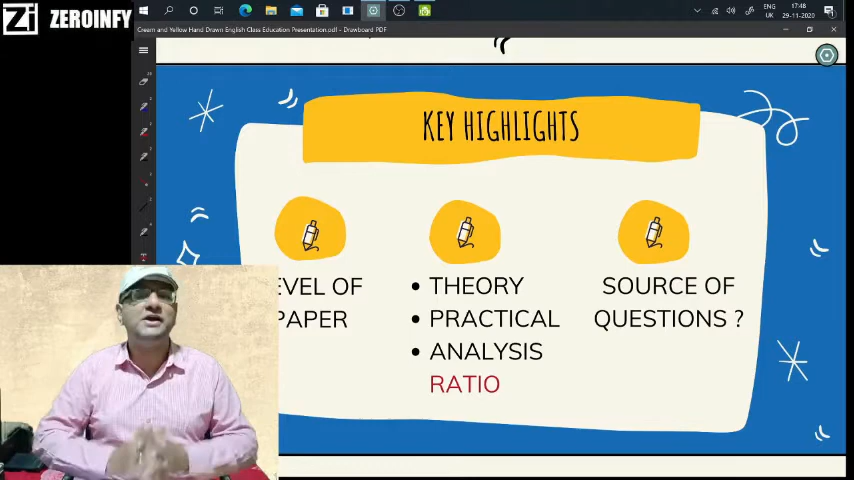 ZI ZEROINFY
ENG
UK
17:48
29-11-2020
Cream and Yellow Hand Drawn English Class Education Presentation.pdf - Drawboard PDF
KEY HIGHLIGHTS
EVEL OF
PAPER
• THEORY
• PRACTICAL
• ANALYSIS
RATIO
SOURCE OF
QUESTIONS ?